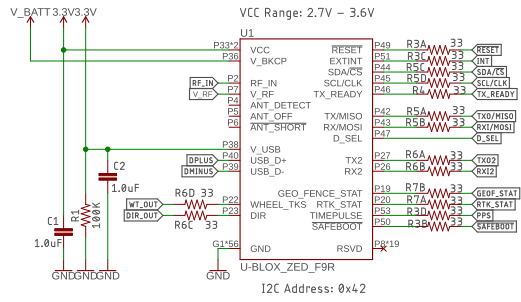 V_BATT 3.3V 3.3V
VCC Range: 2.7V – 3.6V
U1
P33*2 VCC RESET P49 R3A 33 RESET
P36 V_BKCP EXTINT P51 R3C 33 INT
SDA/CS P44 R5C 33 SDA/CS
RF_IN P2 RF_IN SCL/CLK P45 R5D 33 SCL/CLK
V_RF P7 V_RF TX_READY P46 R4 33 TX_READY
P4 ANT_DETECT
P5 ANT_OFF TX/MISO P42 R5A 33 TXO/MISO
P6 ANT_SHORT RX/MOSI P43 R5B 33 RXI/MOSI
D_SEL P47 D_SEL
P38 V_USB
DPLUS P40 USB_D+ TX2 P27 R6A 33 TXO2
DMINUS P39 USB_D- RX2 P26 R6B 33 RXI2
C2
1.0uF
R6D 33 GEO_FENCE_STAT P19 R7B 33 GEOF_STAT
WT_OUT P22 WHEEL_TKS RTK_STAT P20 R7A 33 RTK_STAT
DIR_OUT P23 DIR TIMEPULSE P53 R3D 33 PPS
R6C 33 SAFEBOOT P50 R3B 33 SAFEBOOT
R1
100K
C1
1.0uF
G1*56 GND RSVD P8*19
GND GND GND GND
U-BLOX_ZED_F9R
I2C Address: 0x42